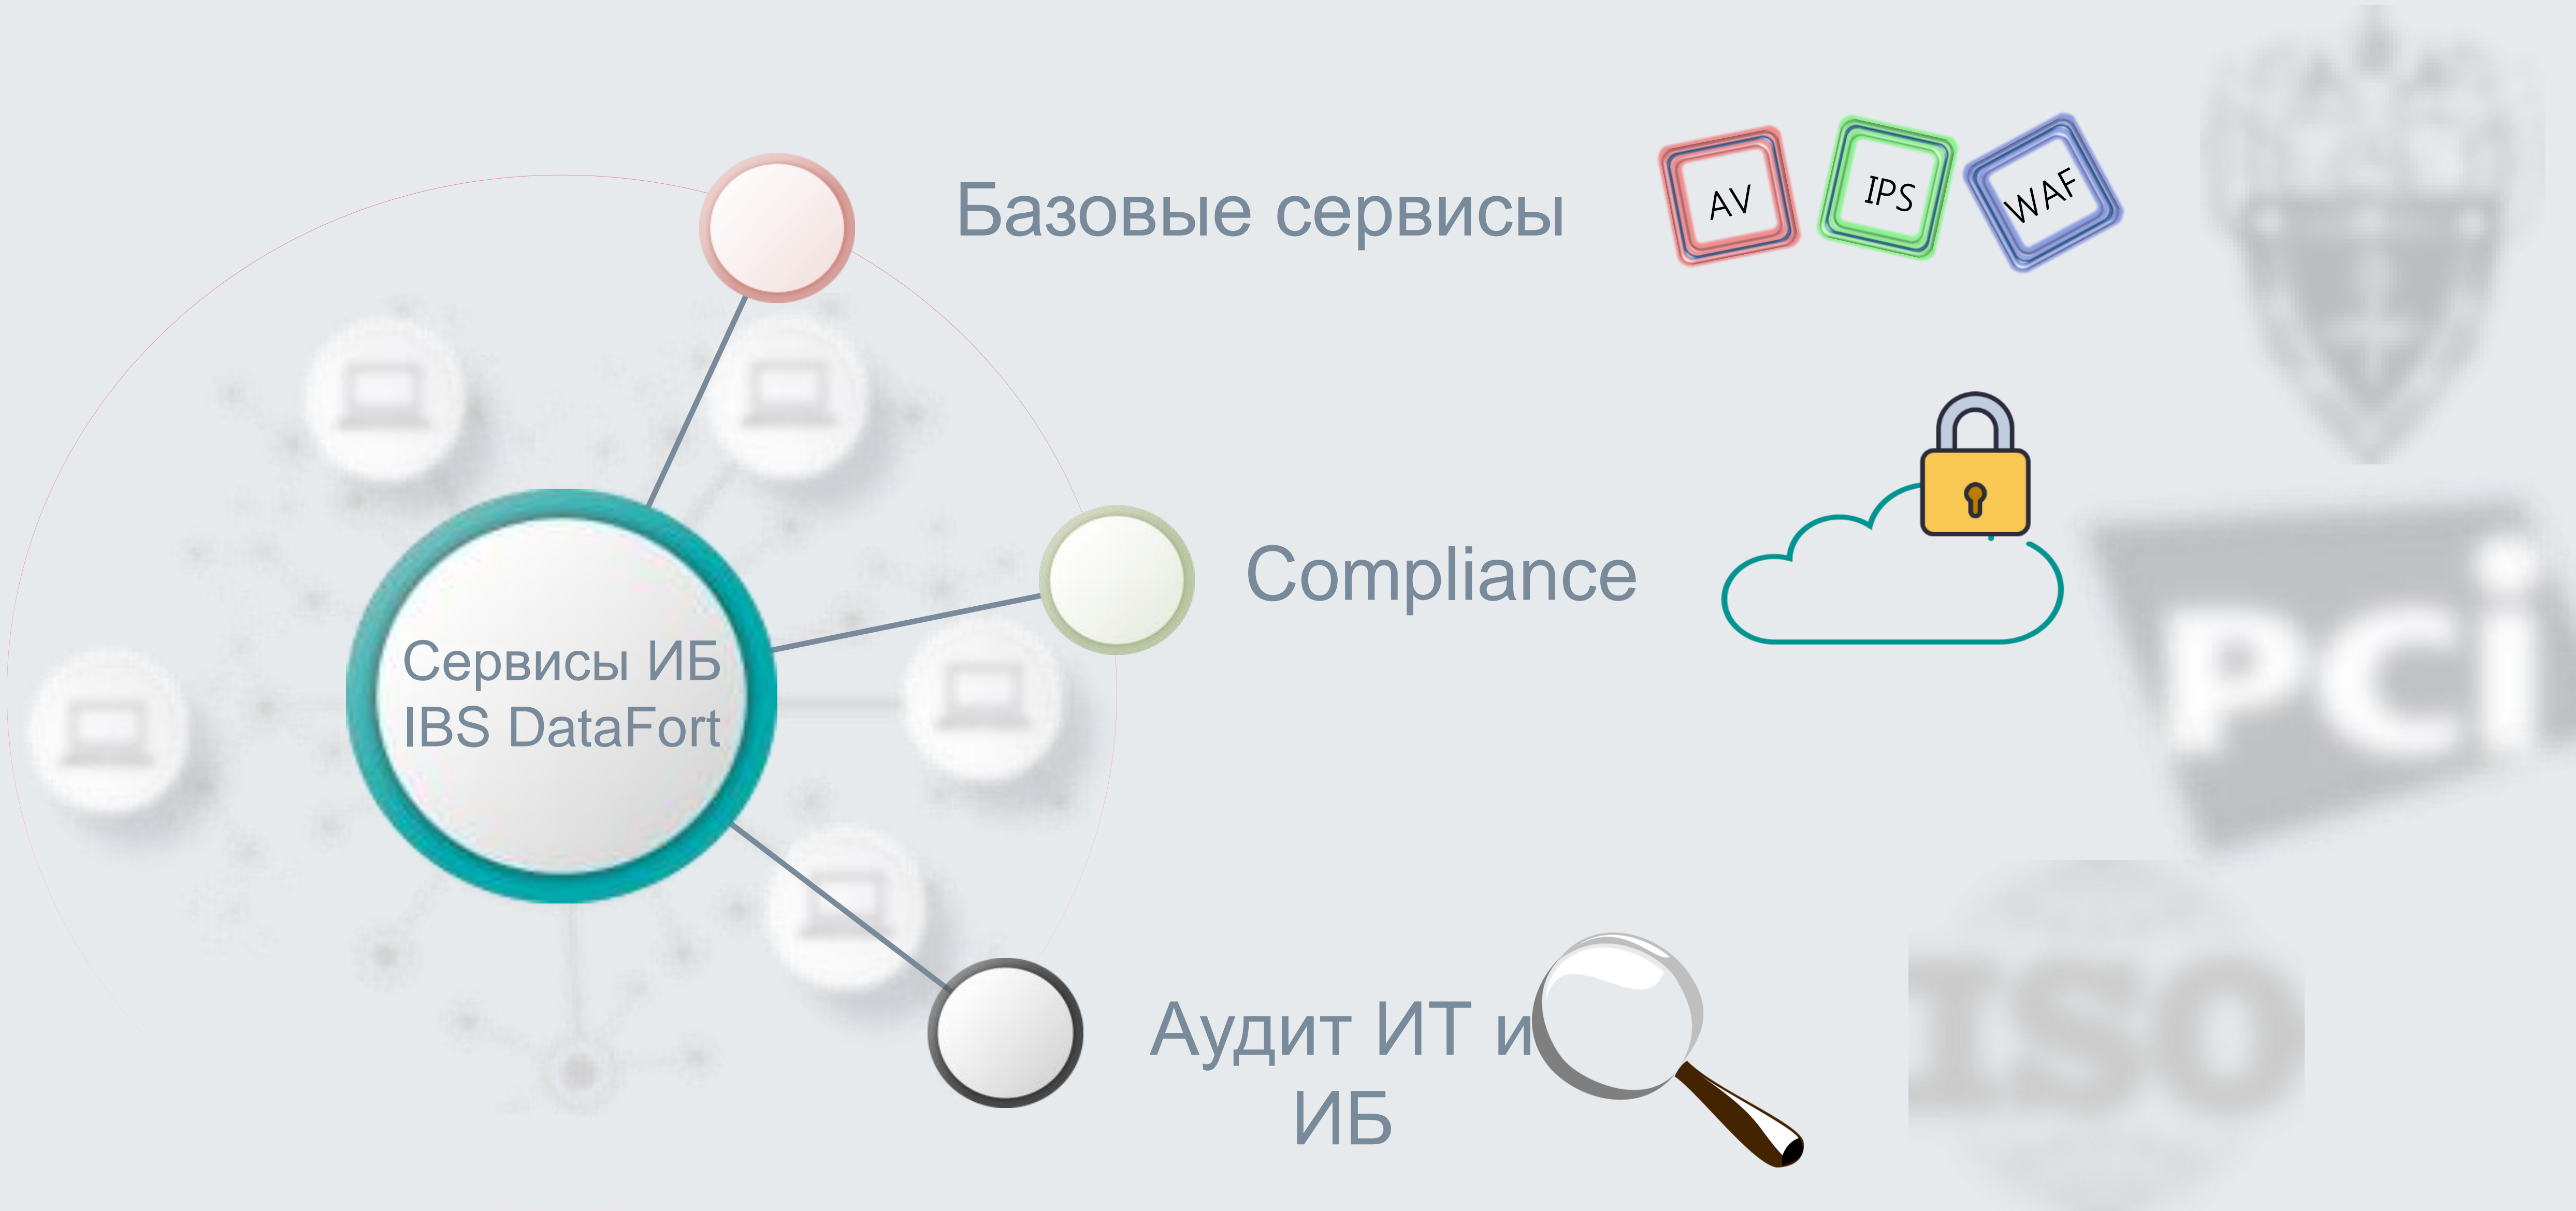 Базовые сервисы
AV
IPS
WAF
Compliance
Сервисы ИБ
IBS DataFort
PCi
Аудит ИТ и
ИБ
ISO